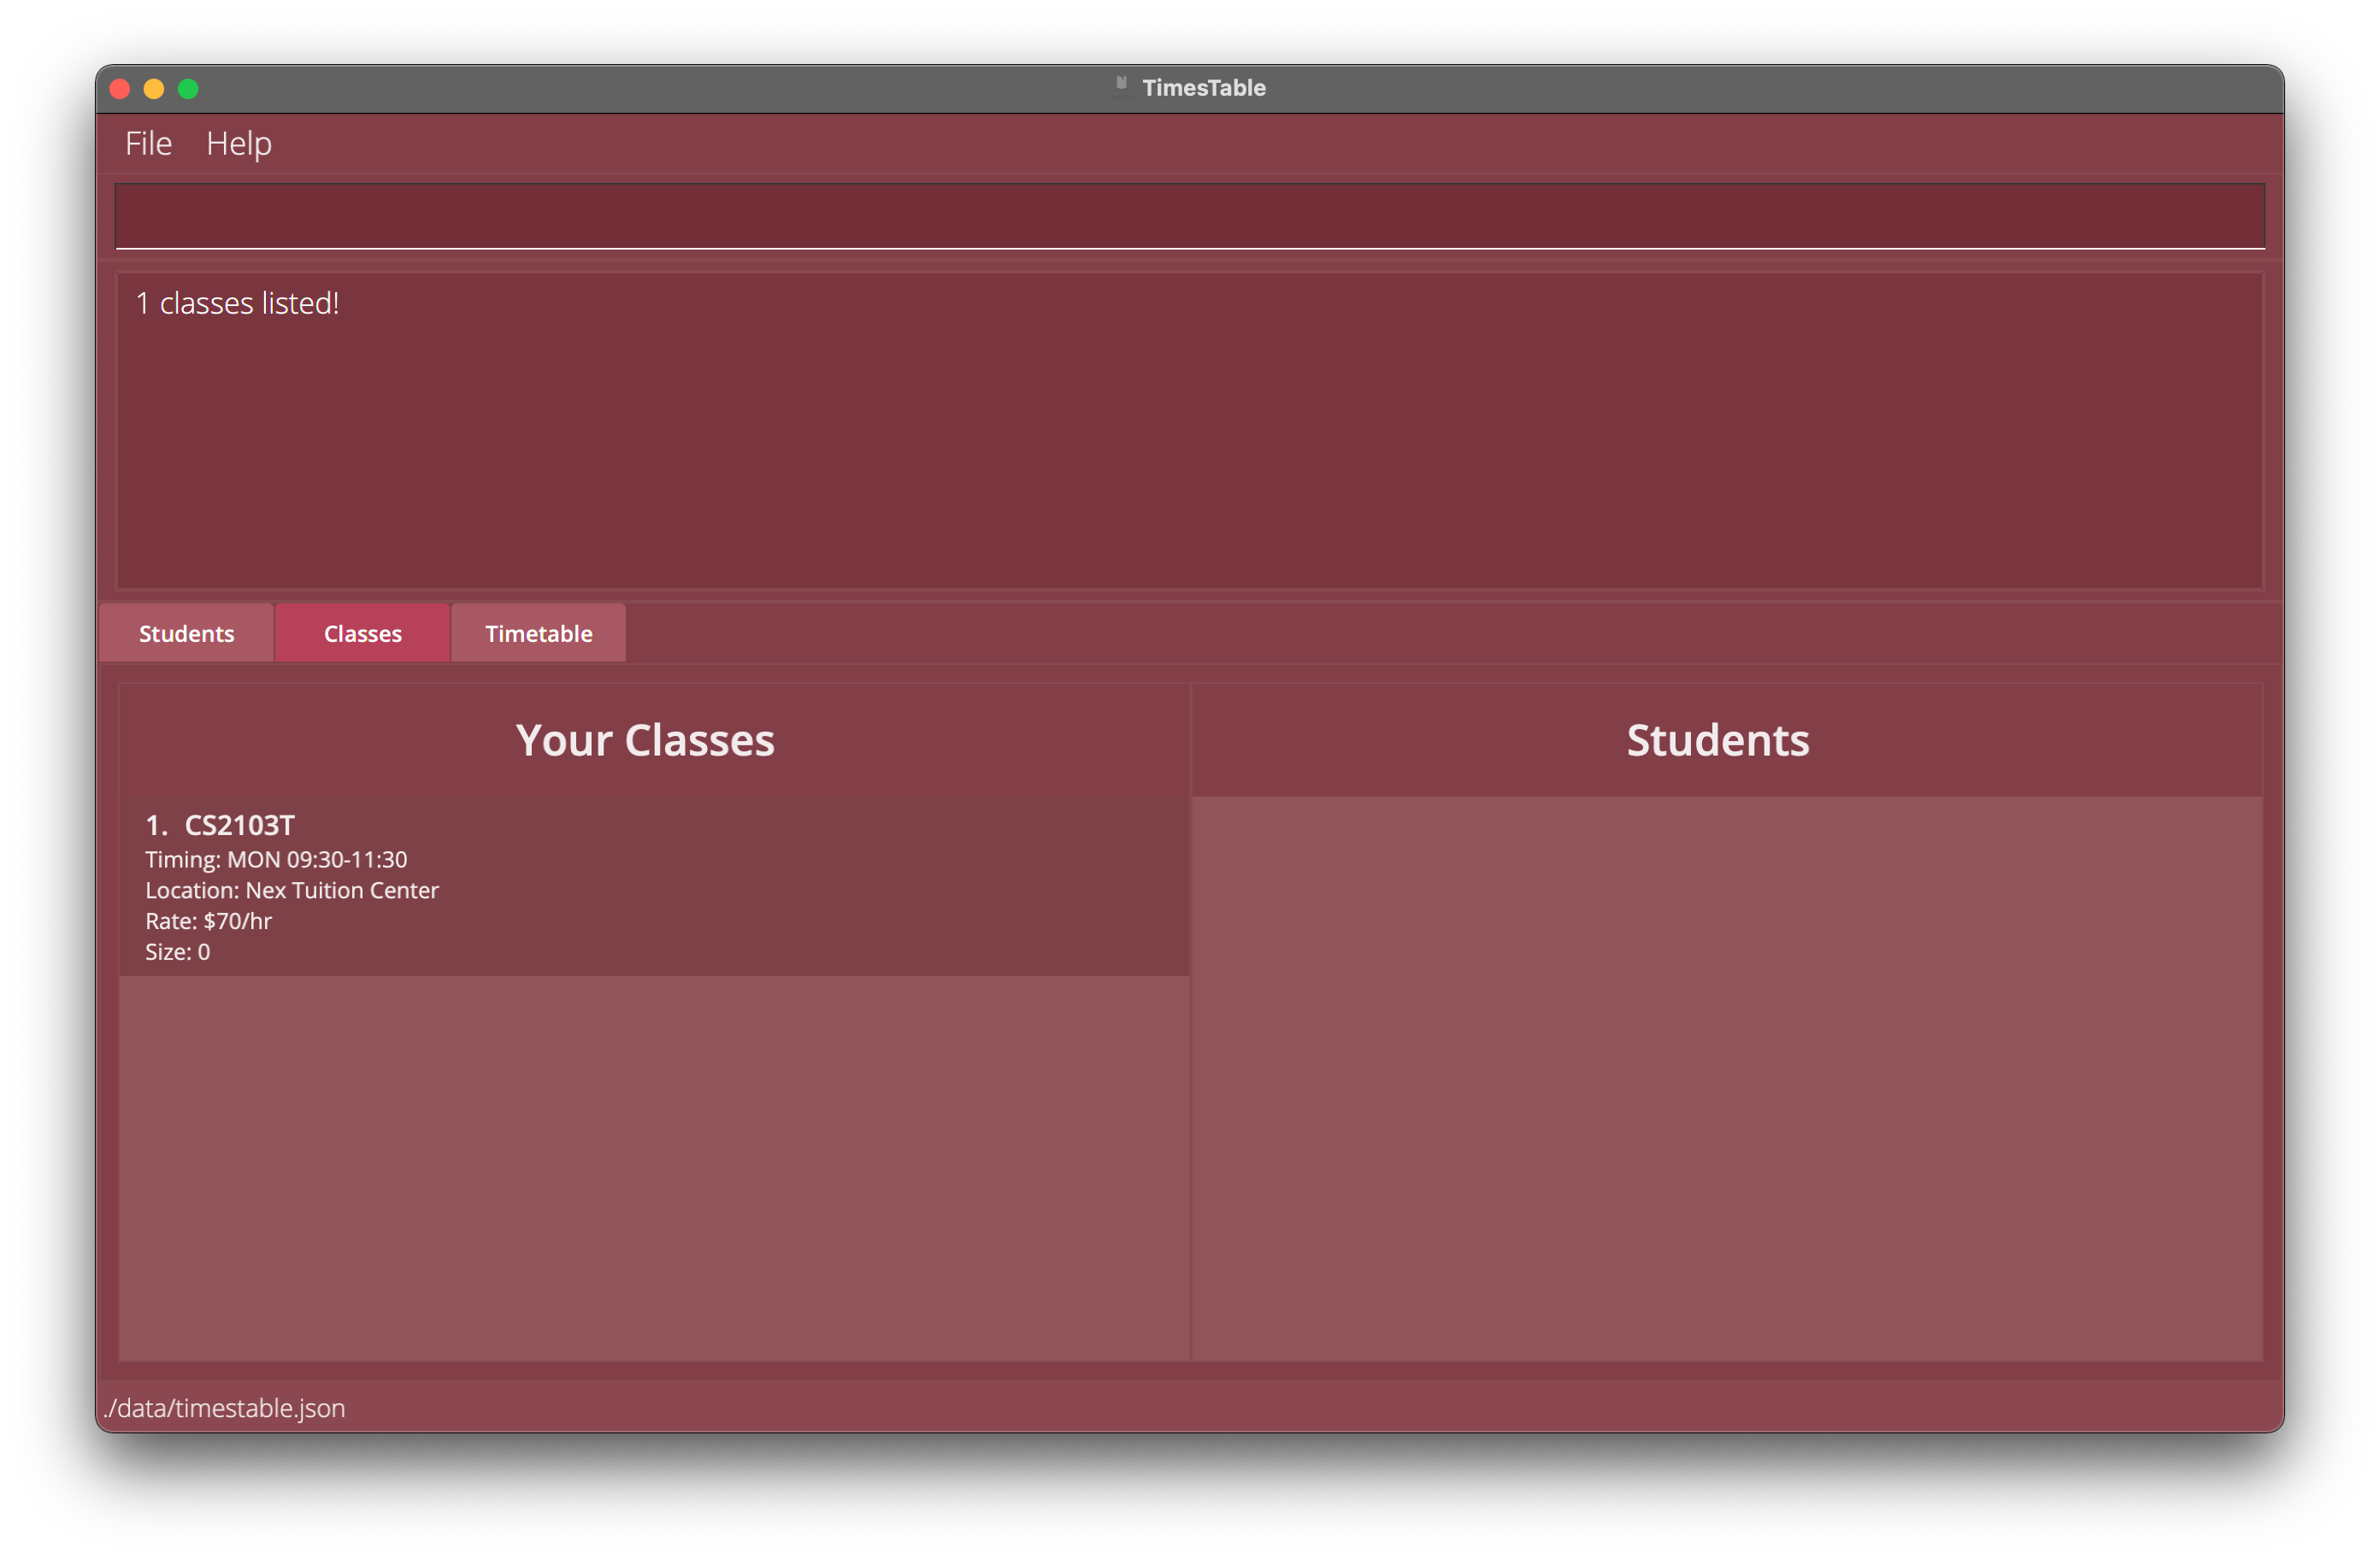 TimesTable
File Help
1 classes listed!
Students Classes Timetable
Your Classes
Students
1. CS2103T
Timing: MON 09:30-11:30
Location: Nex Tuition Center
Rate: $70/hr
Size: 0
./data/timestable.json